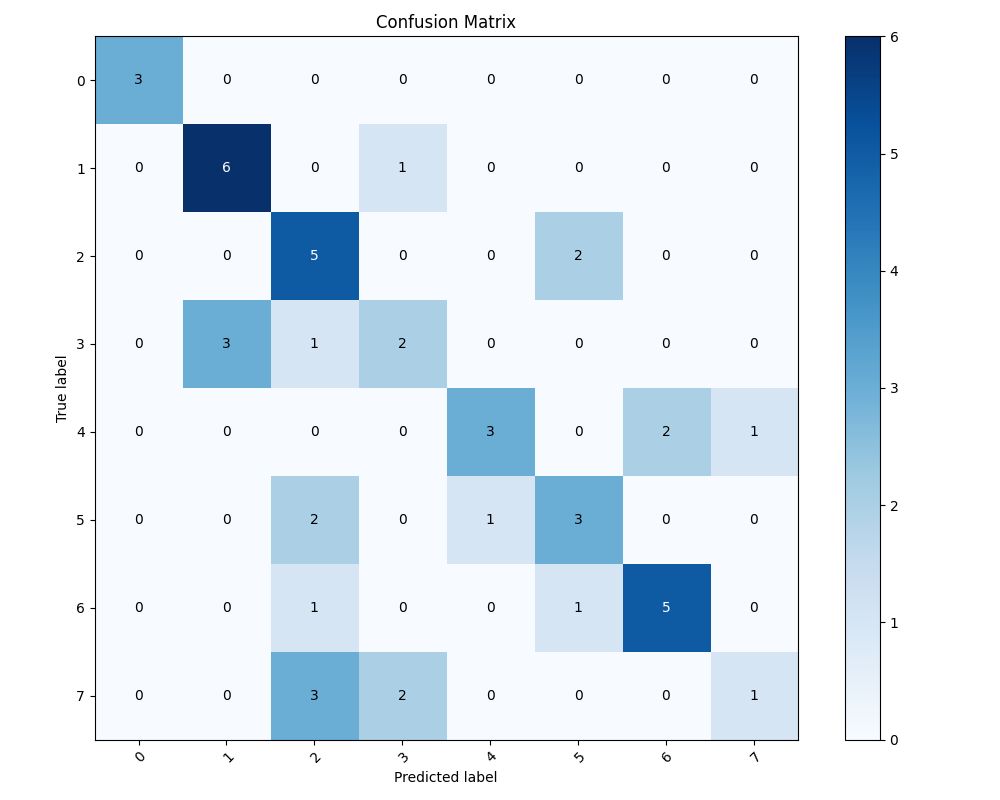 Confusion Matrix
0 3 0 0 0 0 0 0 0
1 0 6 0 1 0 0 0 0
2 0 0 5 0 0 2 0 0
3 0 3 1 2 0 0 0 0
4 0 0 0 0 3 0 2 1
5 0 0 2 0 1 3 0 0
6 0 0 1 0 0 1 5 0
7 0 0 3 2 0 0 0 1
0 1 2 3 4 5 6 7
True label
Predicted label
6
5
4
3
2
1
0